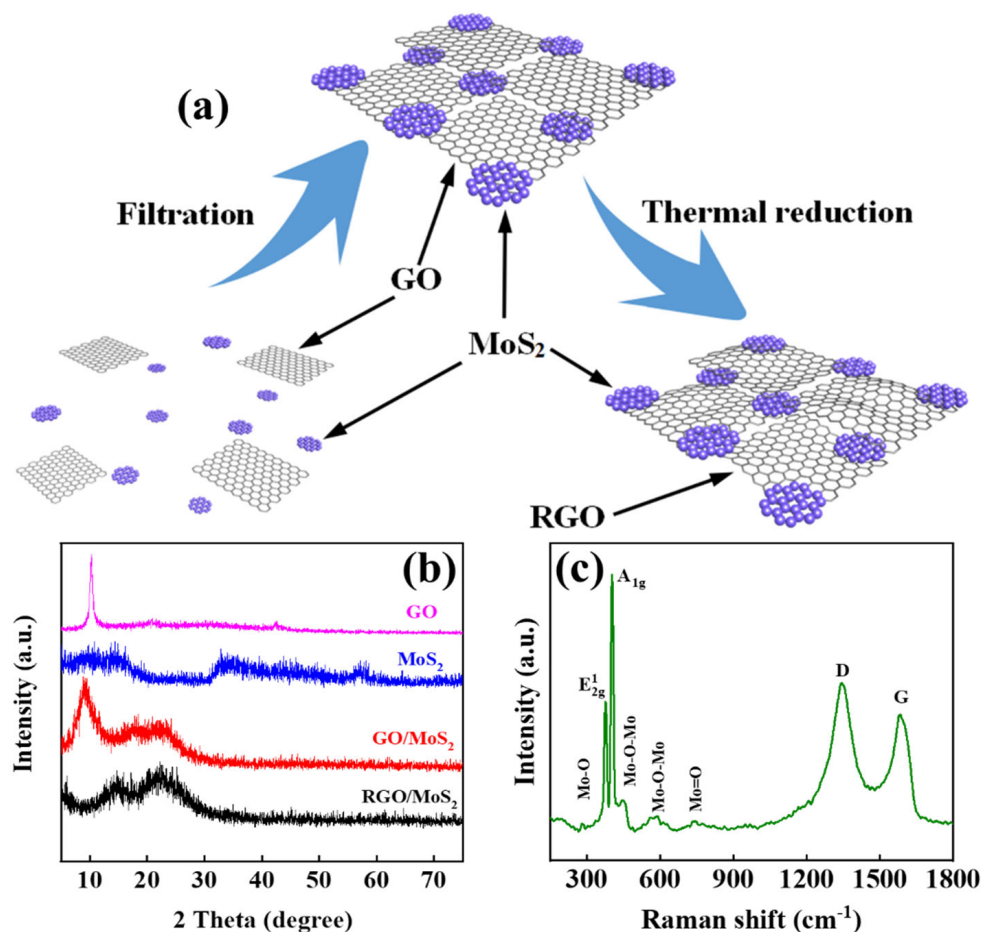 (a)
Filtration
Thermal reduction
GO
MoS₂
RGO
(b)
GO
MoS₂
GO/MoS₂
RGO/MoS₂
Intensity (a.u.)
10 20 30 40 50 60 70
2 Theta (degree)
(c)
A₁g
E¹₂g
D
G
Mo-O
Mo-O-Mo
Mo-O-Mo
Mo=O
Intensity (a.u.)
300 600 900 1200 1500 1800
Raman shift (cm⁻¹)